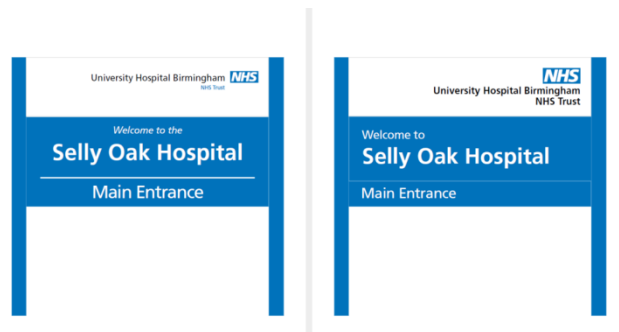 University Hospital Birmingham NHS
NHS Trust
Welcome to the
Selly Oak Hospital
Main Entrance
NHS
University Hospital Birmingham
NHS Trust
Welcome to
Selly Oak Hospital
Main Entrance